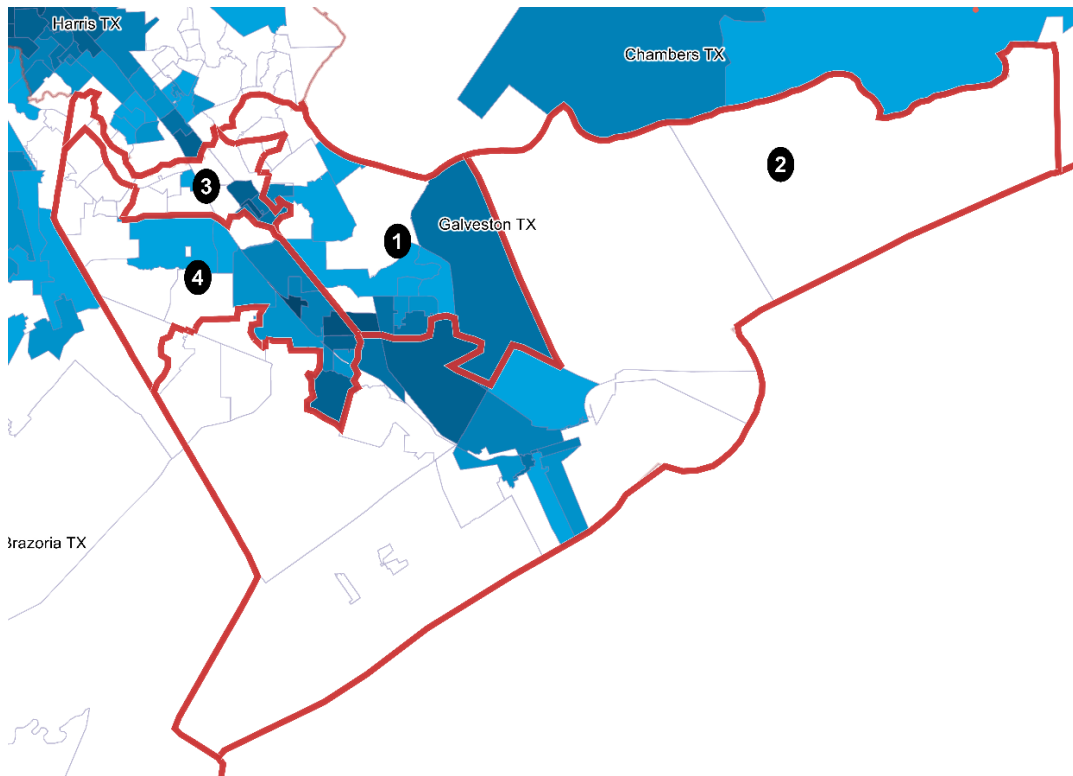 Harris TX
Chambers TX
2
3
Galveston TX
1
4
Brazoria TX